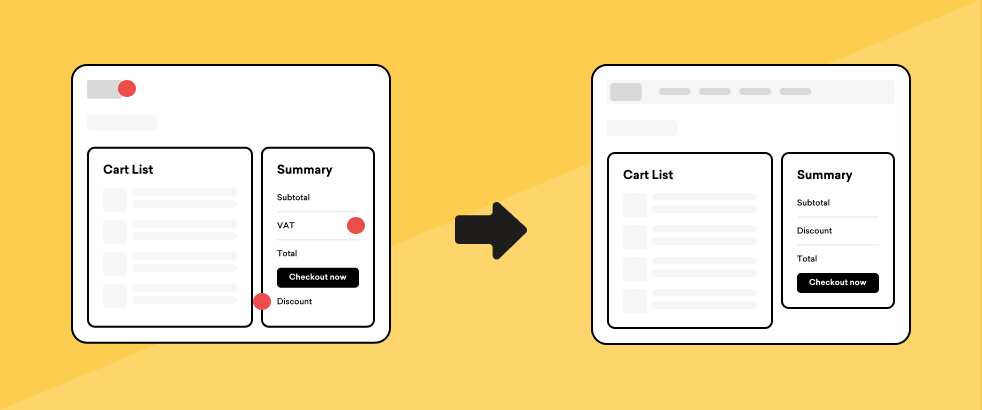 Cart List
Summary
Subtotal
VAT
Total
Checkout now
Discount
Cart List
Summary
Subtotal
Discount
Total
Checkout now